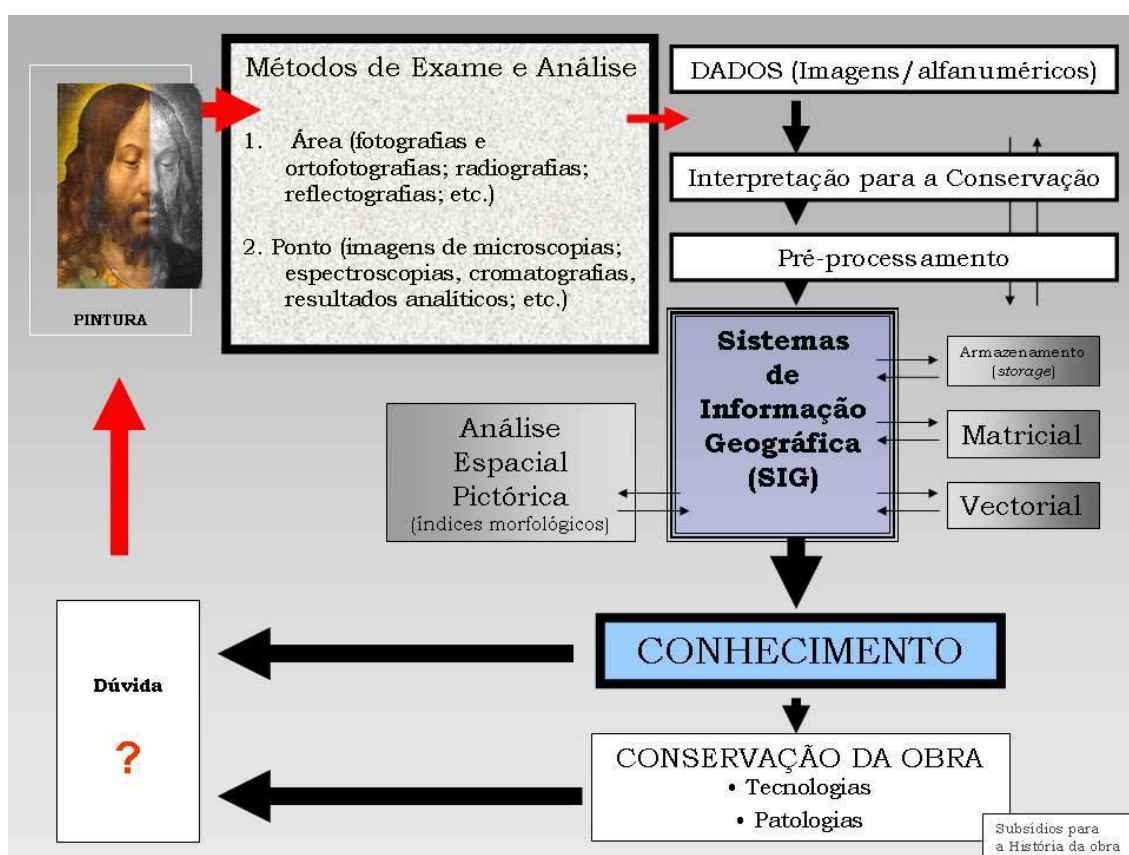 PINTURA
Métodos de Exame e Análise
1. Área (fotografias e
ortofotografias; radiografias;
reflectografias; etc.)
2. Ponto (imagens de microscopias;
espectroscopias, cromatografias,
resultados analíticos; etc.)
DADOS (Imagens/alfanuméricos)
Interpretação para a Conservação
Pré-processamento
Sistemas
de
Informação
Geográfica
(SIG)
Armazenamento
(storage)
Matricial
Vectorial
Análise
Espacial
Pictórica
(índices morfológicos)
CONHECIMENTO
Dúvida
?
CONSERVAÇÃO DA OBRA
• Tecnologias
• Patologias
Subsídios para
a História da obra